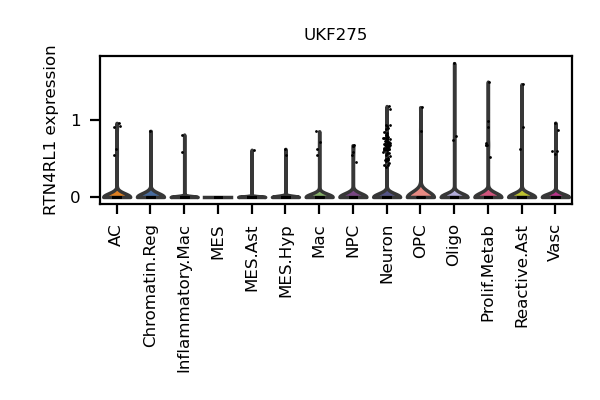 UKF275
RTN4RL1 expression
1
0
AC
Chromatin.Reg
Inflammatory.Mac
MES
MES.Ast
MES.Hyp
Mac
NPC
Neuron
OPC
Oligo
Prolif.Metab
Reactive.Ast
Vasc